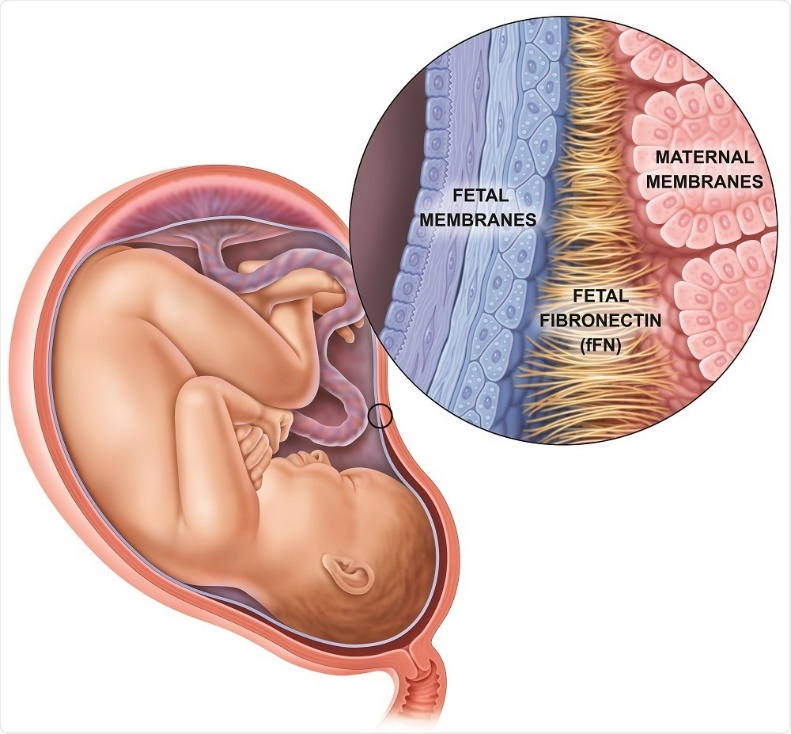 FETAL
MEMBRANES
MATERNAL
MEMBRANES
FETAL
FIBRONECTIN
(fFN)